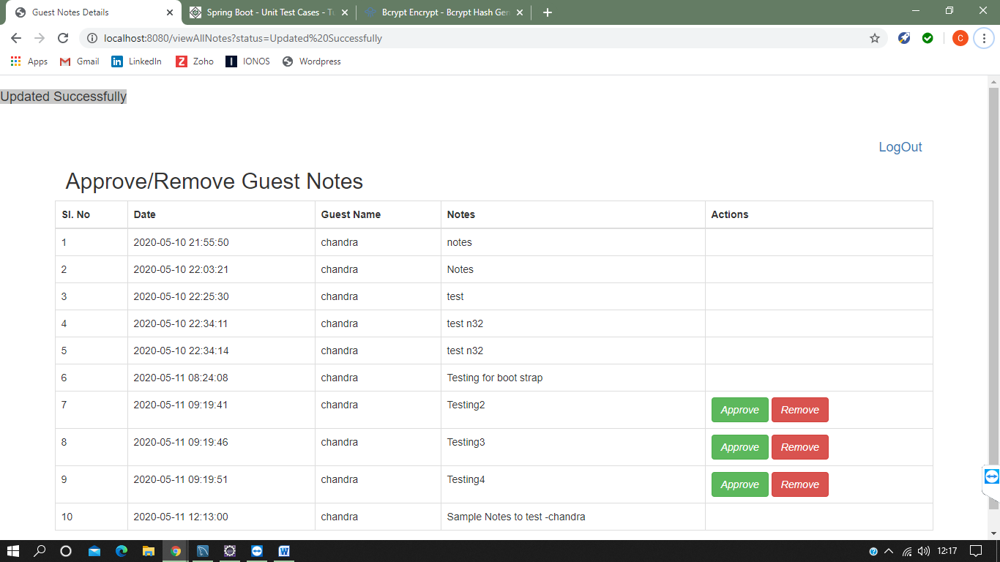 Guest Notes Details
Spring Boot - Unit Test Cases - Tu
Bcrypt Encrypt - Bcrypt Hash Gen
localhost:8080/viewAllNotes?status=Updated%20Successfully
C
Apps
Gmail
LinkedIn
Zoho
IONOS
Wordpress
Updated Successfully
LogOut
Approve/Remove Guest Notes
Sl. No Date Guest Name Notes Actions
1 2020-05-10 21:55:50 chandra notes
2 2020-05-10 22:03:21 chandra Notes
3 2020-05-10 22:25:30 chandra test
4 2020-05-10 22:34:11 chandra test n32
5 2020-05-10 22:34:14 chandra test n32
6 2020-05-11 08:24:08 chandra Testing for boot strap
7 2020-05-11 09:19:41 chandra Testing2 Approve Remove
8 2020-05-11 09:19:46 chandra Testing3 Approve Remove
9 2020-05-11 09:19:51 chandra Testing4 Approve Remove
10 2020-05-11 12:13:00 chandra Sample Notes to test -chandra
12:17